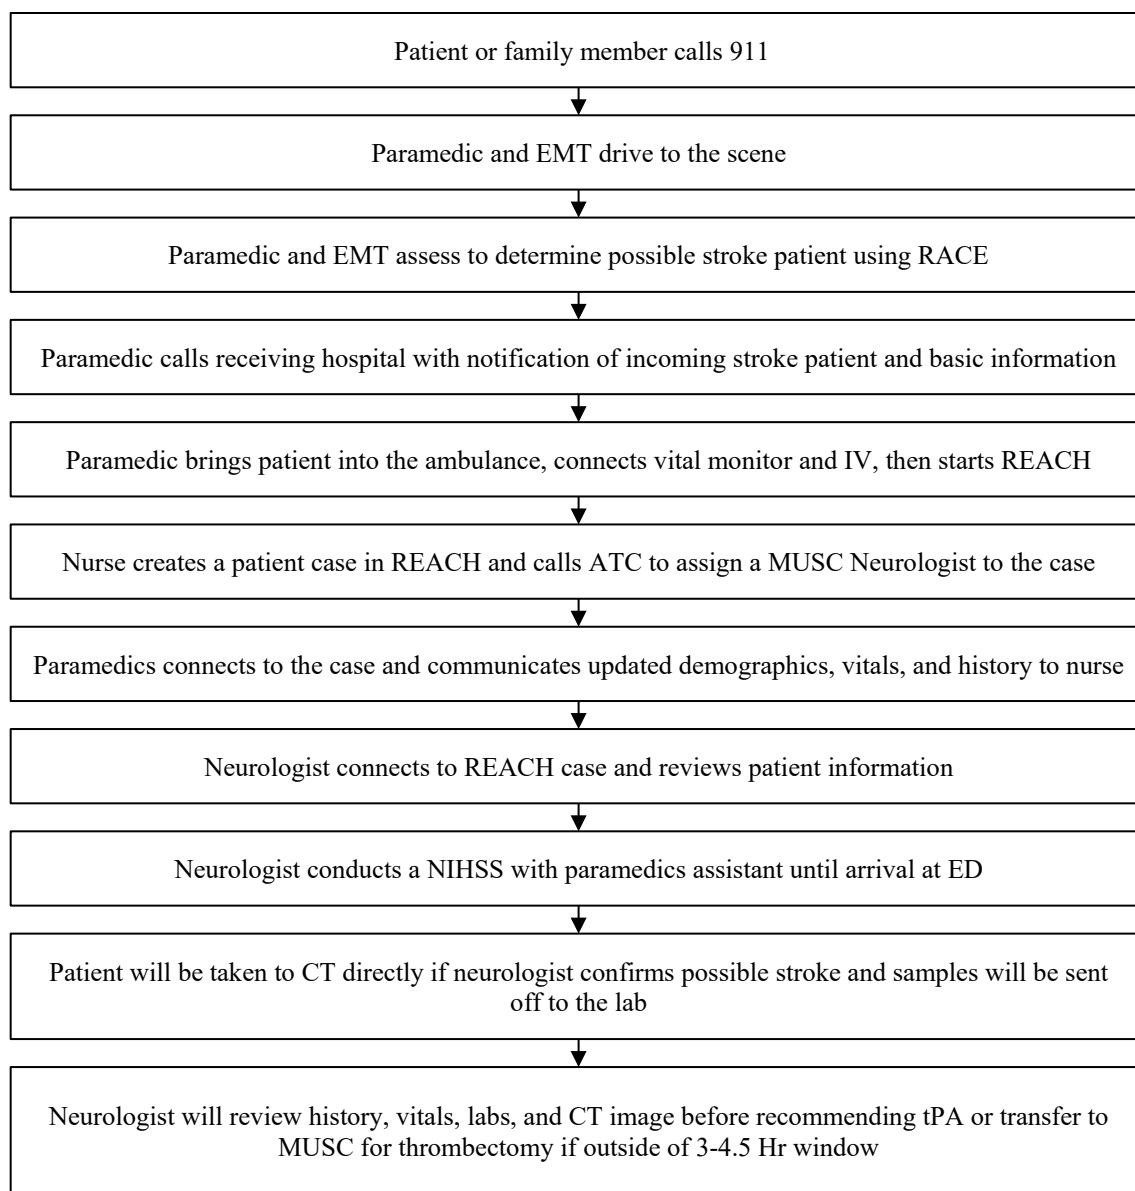 Patient or family member calls 911
Paramedic and EMT drive to the scene
Paramedic and EMT assess to determine possible stroke patient using RACE
Paramedic calls receiving hospital with notification of incoming stroke patient and basic information
Paramedic brings patient into the ambulance, connects vital monitor and IV, then starts REACH
Nurse creates a patient case in REACH and calls ATC to assign a MUSC Neurologist to the case
Paramedics connects to the case and communicates updated demographics, vitals, and history to nurse
Neurologist connects to REACH case and reviews patient information
Neurologist conducts a NIHSS with paramedics assistant until arrival at ED
Patient will be taken to CT directly if neurologist confirms possible stroke and samples will be sent
off to the lab
Neurologist will review history, vitals, labs, and CT image before recommending tPA or transfer to
MUSC for thrombectomy if outside of 3-4.5 Hr window